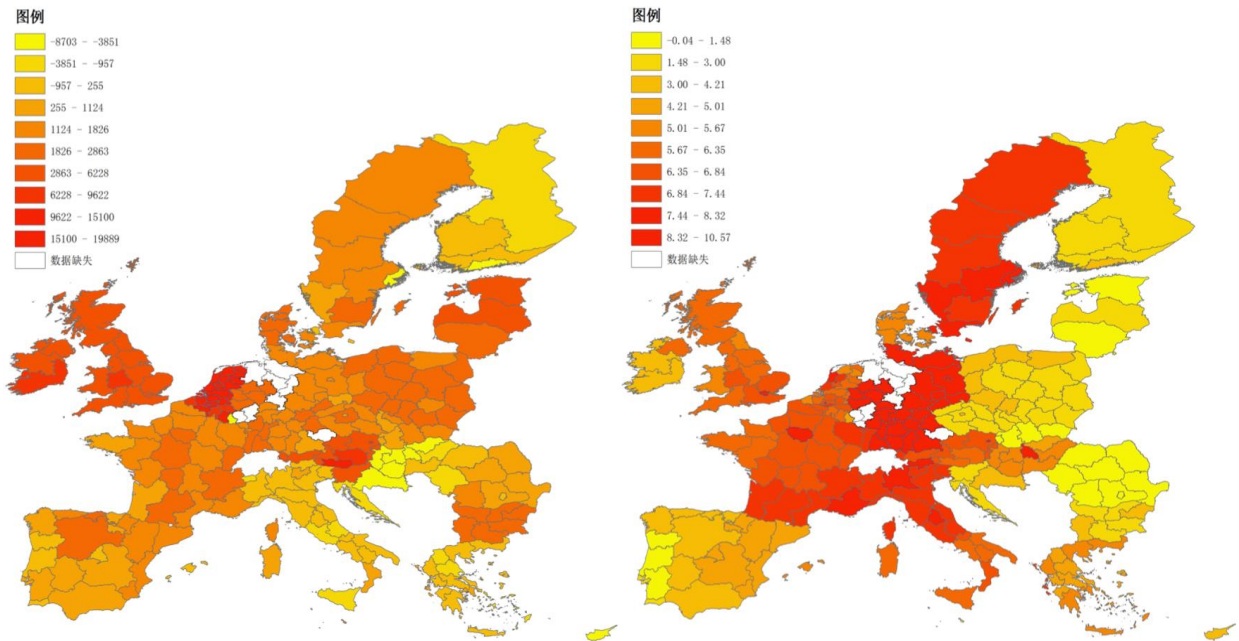 图例
-8703 - -3851
-3851 - -957
-957 - 255
255 - 1124
1124 - 1826
1826 - 2863
2863 - 6228
6228 - 9622
9622 - 15100
15100 - 19889
数据缺失
图例
-0.04 - 1.48
1.48 - 3.00
3.00 - 4.21
4.21 - 5.01
5.01 - 5.67
5.67 - 6.35
6.35 - 6.84
6.84 - 7.44
7.44 - 8.32
8.32 - 10.57
数据缺失